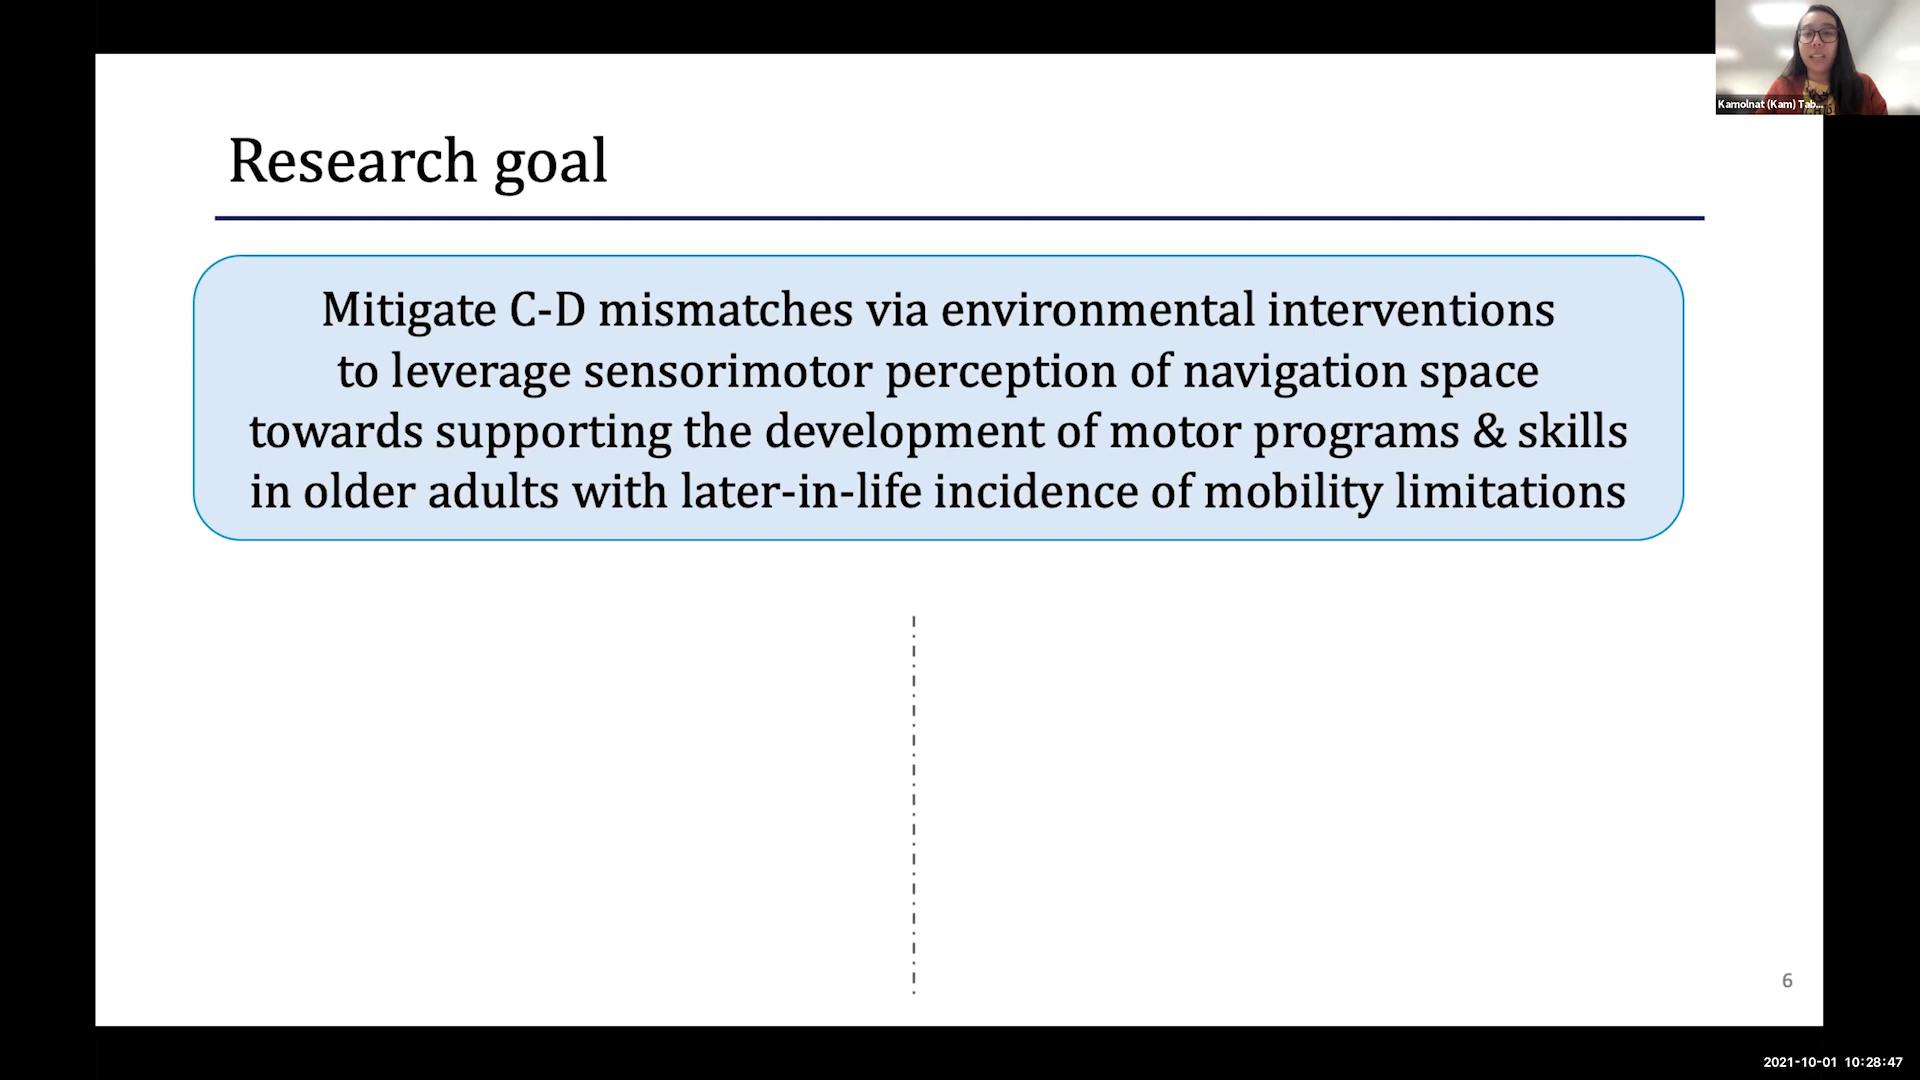 Kamolnat (Kam) Tab...
Research goal
Mitigate C-D mismatches via environmental interventions
to leverage sensorimotor perception of navigation space
towards supporting the development of motor programs & skills
in older adults with later-in-life incidence of mobility limitations
6
2021-10-01 10:28:47